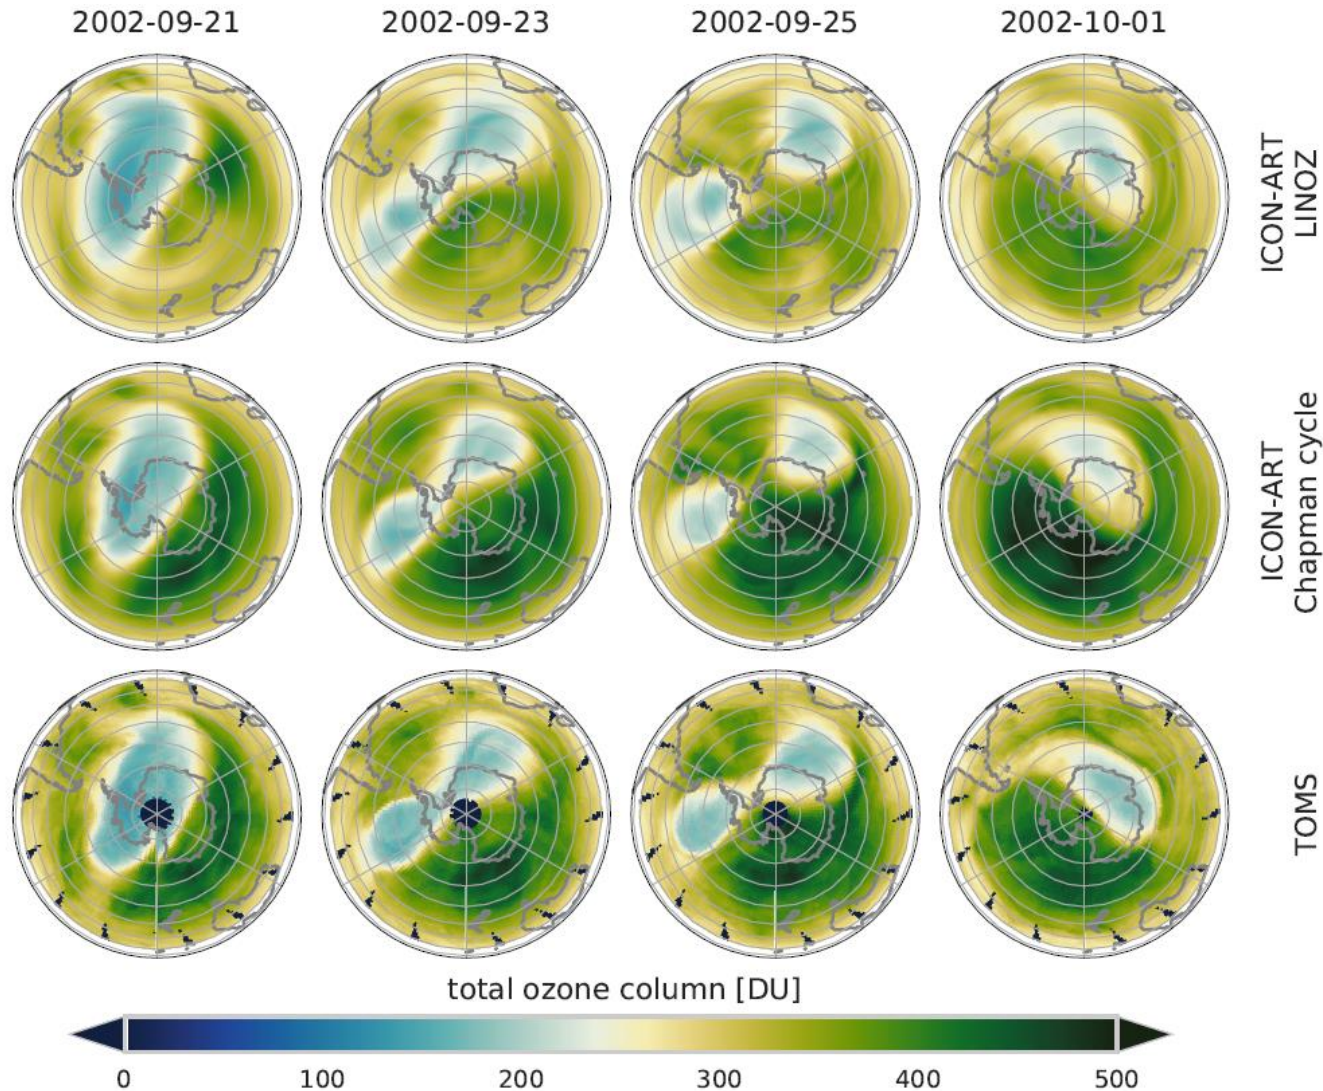 2002-09-21 2002-09-23 2002-09-25 2002-10-01
ICON-ART
LINOZ
ICON-ART
Chapman cycle
TOMS
total ozone column [DU]
0 100 200 300 400 500